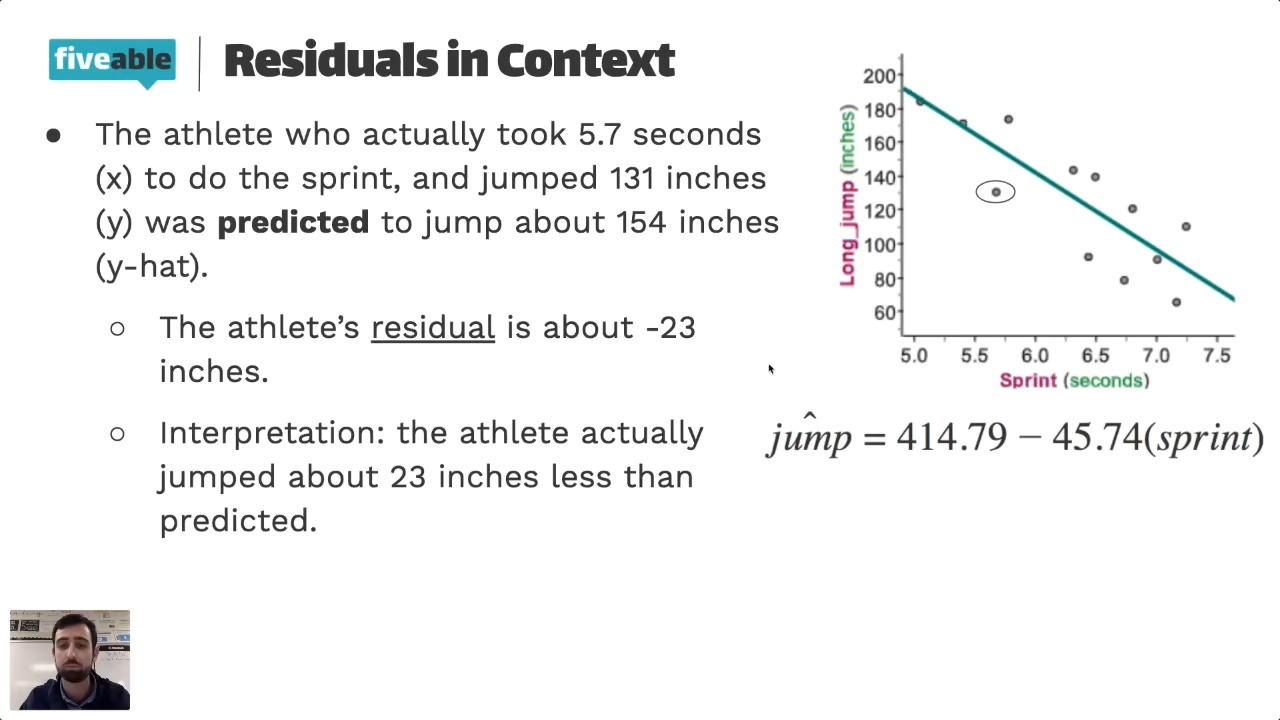 fiveable
Residuals in Context
● The athlete who actually took 5.7 seconds
(x) to do the sprint, and jumped 131 inches
(y) was predicted to jump about 154 inches
(y-hat).
○ The athlete's residual is about -23
inches.
○ Interpretation: the athlete actually
jumped about 23 inches less than
predicted.
Long_jump (inches)
200
180
160
140
120
100
80
60
5.0 5.5 6.0 6.5 7.0 7.5
Sprint (seconds)
jum̂p = 414.79 − 45.74(sprint)